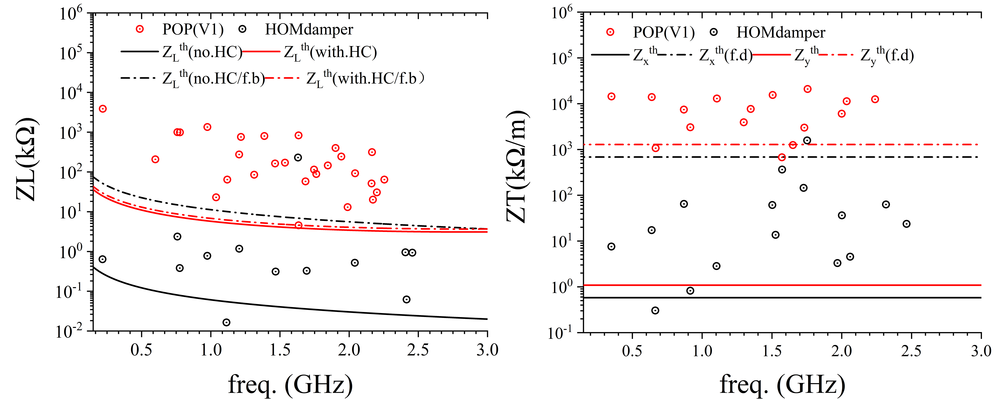 10^6
10^5
10^4
10^3
10^2
10^1
10^0
10^-1
10^-2
ZL(kΩ)
POP(V1) HOMdamper
Z_L^th(no.HC) Z_L^th(with.HC)
Z_L^th(no.HC/f.b) Z_L^th(with.HC/f.b）
0.5 1.0 1.5 2.0 2.5 3.0
freq. (GHz)
10^6
10^5
10^4
10^3
10^2
10^1
10^0
10^-1
ZT(kΩ/m)
POP(V1) HOMdamper
Z_x^th Z_x^th(f.d) Z_y^th Z_y^th(f.d)
0.5 1.0 1.5 2.0 2.5 3.0
freq. (GHz)